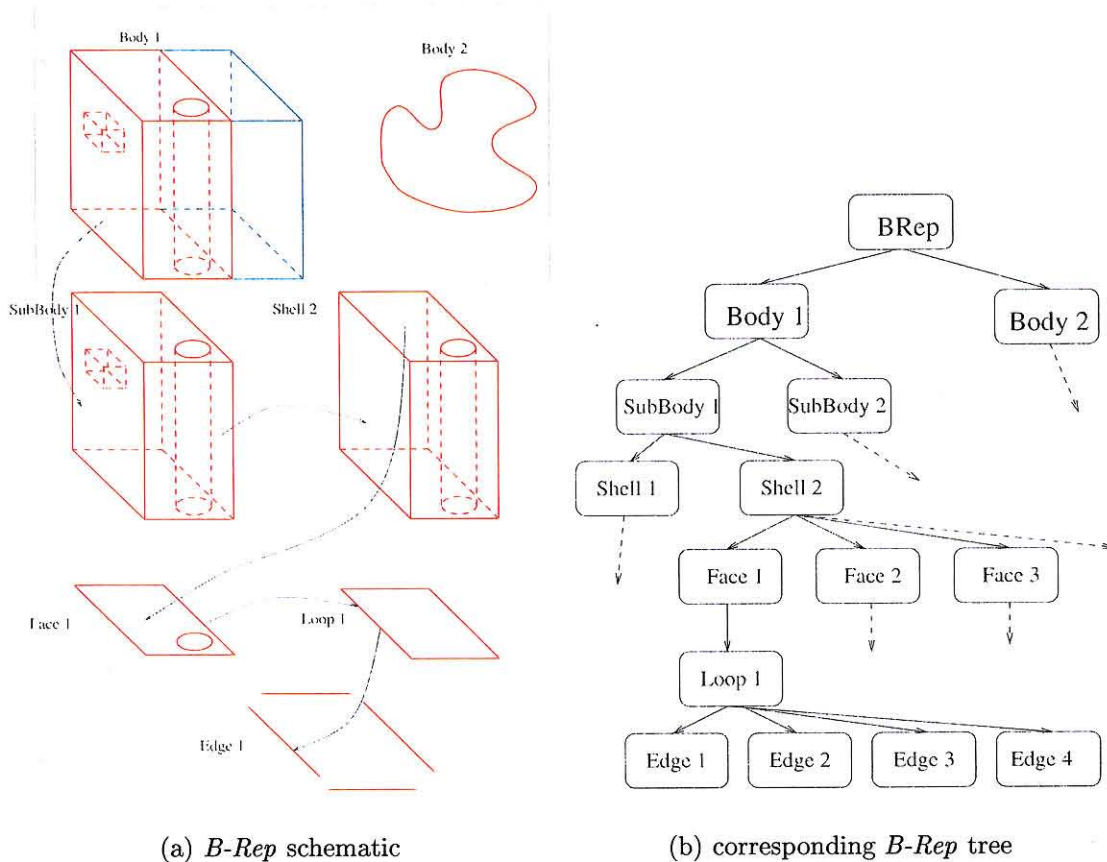 Body 1
Body 2
SubBody 1
Shell 2
Face 1
Loop 1
Edge 1
(a) B-Rep schematic
BRep
Body 1
Body 2
SubBody 1
SubBody 2
Shell 1
Shell 2
Face 1
Face 2
Face 3
Loop 1
Edge 1
Edge 2
Edge 3
Edge 4
(b) corresponding B-Rep tree